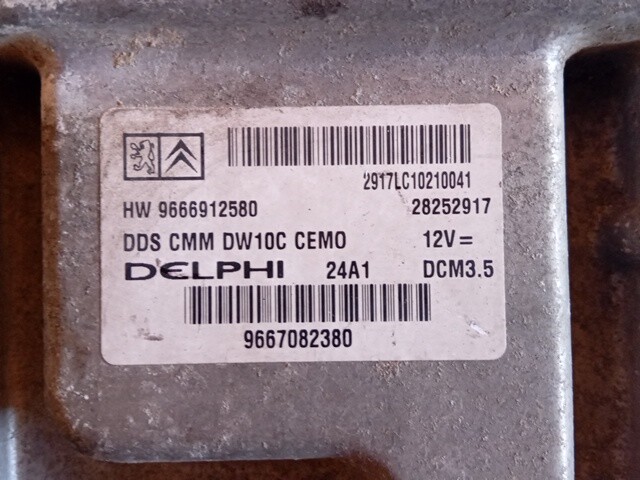 2917LC10210041
HW 9666912580 28252917
DDS CMM DW10C CEMO 12V=
DELPHI 24A1 DCM3.5
9667082380